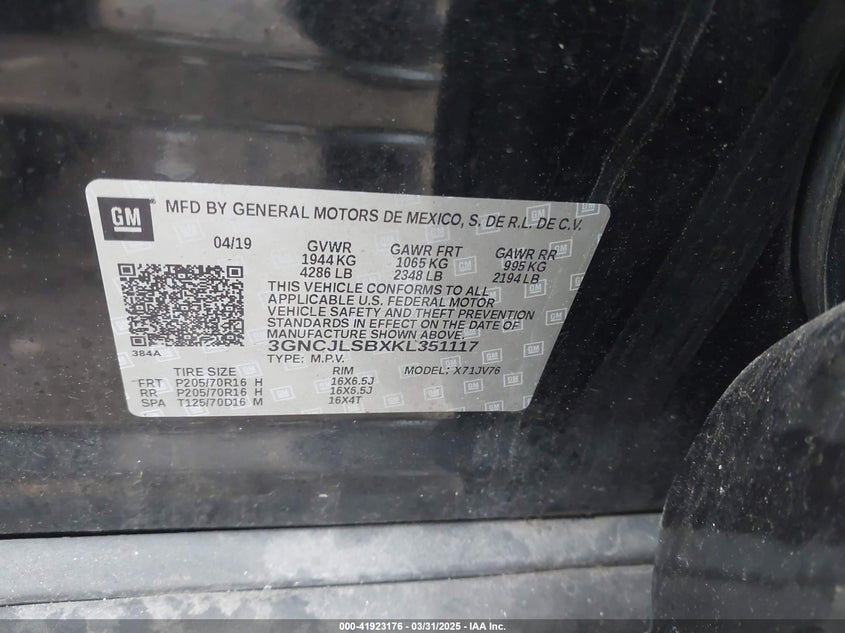 GM
MFD BY GENERAL MOTORS DE MEXICO, S. DE R.L. DE C.V.
04/19 GVWR GAWR FRT GAWR RR
1944 KG 1065 KG 995 KG
4286 LB 2348 LB 2194 LB
THIS VEHICLE CONFORMS TO ALL
APPLICABLE U.S. FEDERAL MOTOR
VEHICLE SAFETY AND THEFT PREVENTION
STANDARDS IN EFFECT ON THE DATE OF
MANUFACTURE SHOWN ABOVE.
384A
3GNCJLSBXKL351117
TYPE: M.P.V. MODEL: X71JV76
TIRE SIZE RIM
FRT P205/70R16 H 16X6.5J
RR P205/70R16 H 16X6.5J
SPA T125/70D16 M 16X4T
000-41923176 - 03/31/2025 - IAA Inc.